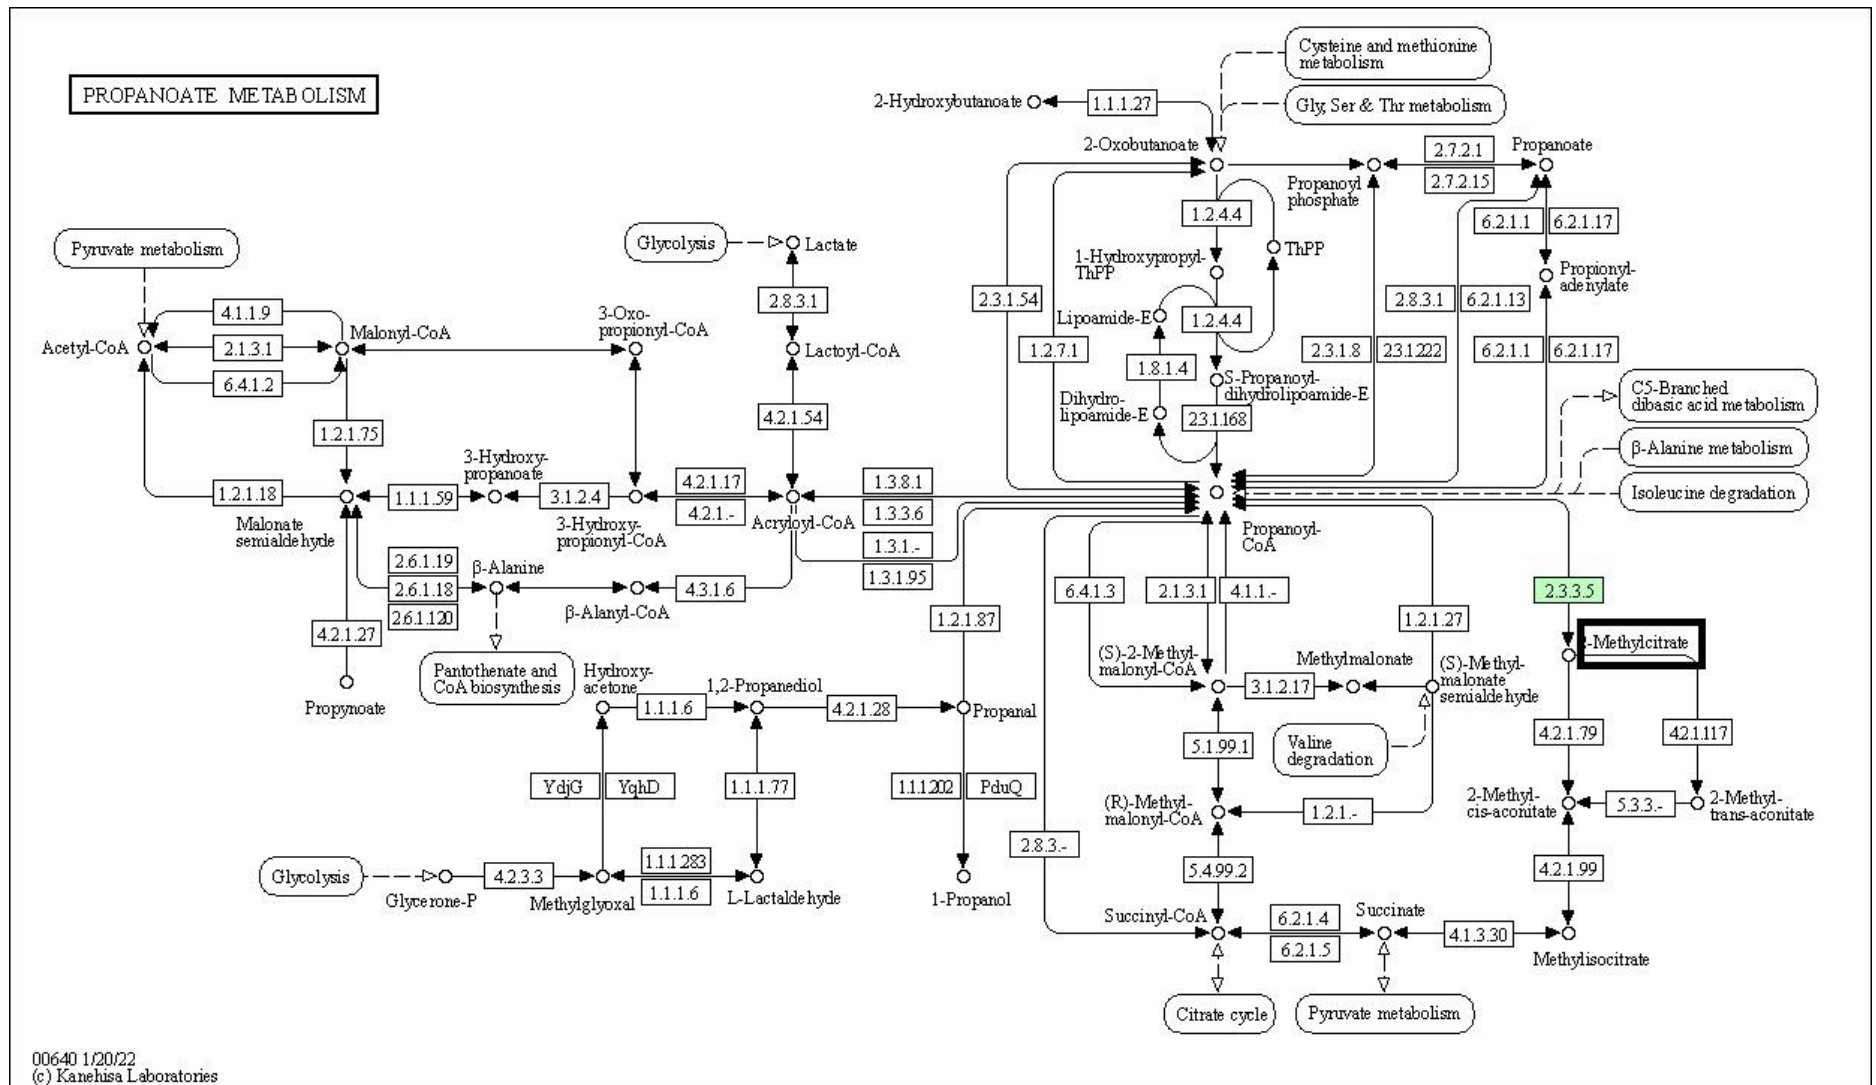 PROPANOATE METABOLISM
Cysteine and methionine
metabolism
Gly, Ser & Thr metabolism
2-Hydroxybutanoate
1.1.1.27
2-Oxobutanoate
2.7.2.1
2.7.2.15
Propanoate
Propanoyl
phosphate
1.2.4.4
6.2.1.1
6.2.1.17
ThPP
1-Hydroxypropyl-
ThPP
Propionyl-
adenylate
2.3.1.54
1.2.7.1
Lipoamide-E
1.2.4.4
1.8.1.4
2.8.3.1
6.2.1.13
2.3.1.8
2.3.1.222
6.2.1.1
6.2.1.17
S-Propanoyl-
dihydrolipoamide-E
Dihydro-
lipoamide-E
2.3.1.168
C5-Branched
dibasic acid metabolism
β-Alanine metabolism
Isoleucine degradation
Pyruvate metabolism
Glycolysis
Lactate
2.8.3.1
4.1.1.9
Malonyl-CoA
3-Oxo-
propionyl-CoA
Acetyl-CoA
2.1.3.1
Lactoyl-CoA
6.4.1.2
4.2.1.54
1.2.1.75
3-Hydroxy-
propanoate
1.2.1.18
1.1.1.59
3.1.2.4
4.2.1.17
4.2.1.-
1.3.8.1
1.3.3.6
1.3.1.-
1.3.1.95
Malonate
semialdehyde
3-Hydroxy-
propionyl-CoA
Acryloyl-CoA
Propanoyl-
CoA
2.6.1.19
2.6.1.18
2.6.1.120
β-Alanine
β-Alanyl-CoA
4.3.1.6
4.2.1.27
Propynoate
Pantothenate and
CoA biosynthesis
1.2.1.87
6.4.1.3
2.1.3.1
4.1.1.-
1.2.1.27
2.3.3.5
-Methylcitrate
Hydroxy-
acetone
1.1.1.6
1,2-Propanediol
4.2.1.28
Propanal
(S)-2-Methyl-
malonyl-CoA
3.1.2.17
Methylmalonate
(S)-Methyl-
malonate
semialdehyde
Valine
degradation
5.1.99.1
4.2.1.79
4.2.1.117
YdjG
YqhD
1.1.1.77
1.1.1.202
PduQ
(R)-Methyl-
malonyl-CoA
1.2.1.-
2-Methyl-
cis-aconitate
5.3.3.-
2-Methyl-
trans-aconitate
2.8.3.-
5.4.99.2
4.2.1.99
Glycolysis
Glycerone-P
4.2.3.3
Methylglyoxal
1.1.1.283
1.1.1.6
L-Lactaldehyde
1-Propanol
Succinyl-CoA
6.2.1.4
6.2.1.5
Succinate
4.1.3.30
Methylisocitrate
Citrate cycle
Pyruvate metabolism
00640 1/20/22
(c) Kanehisa Laboratories